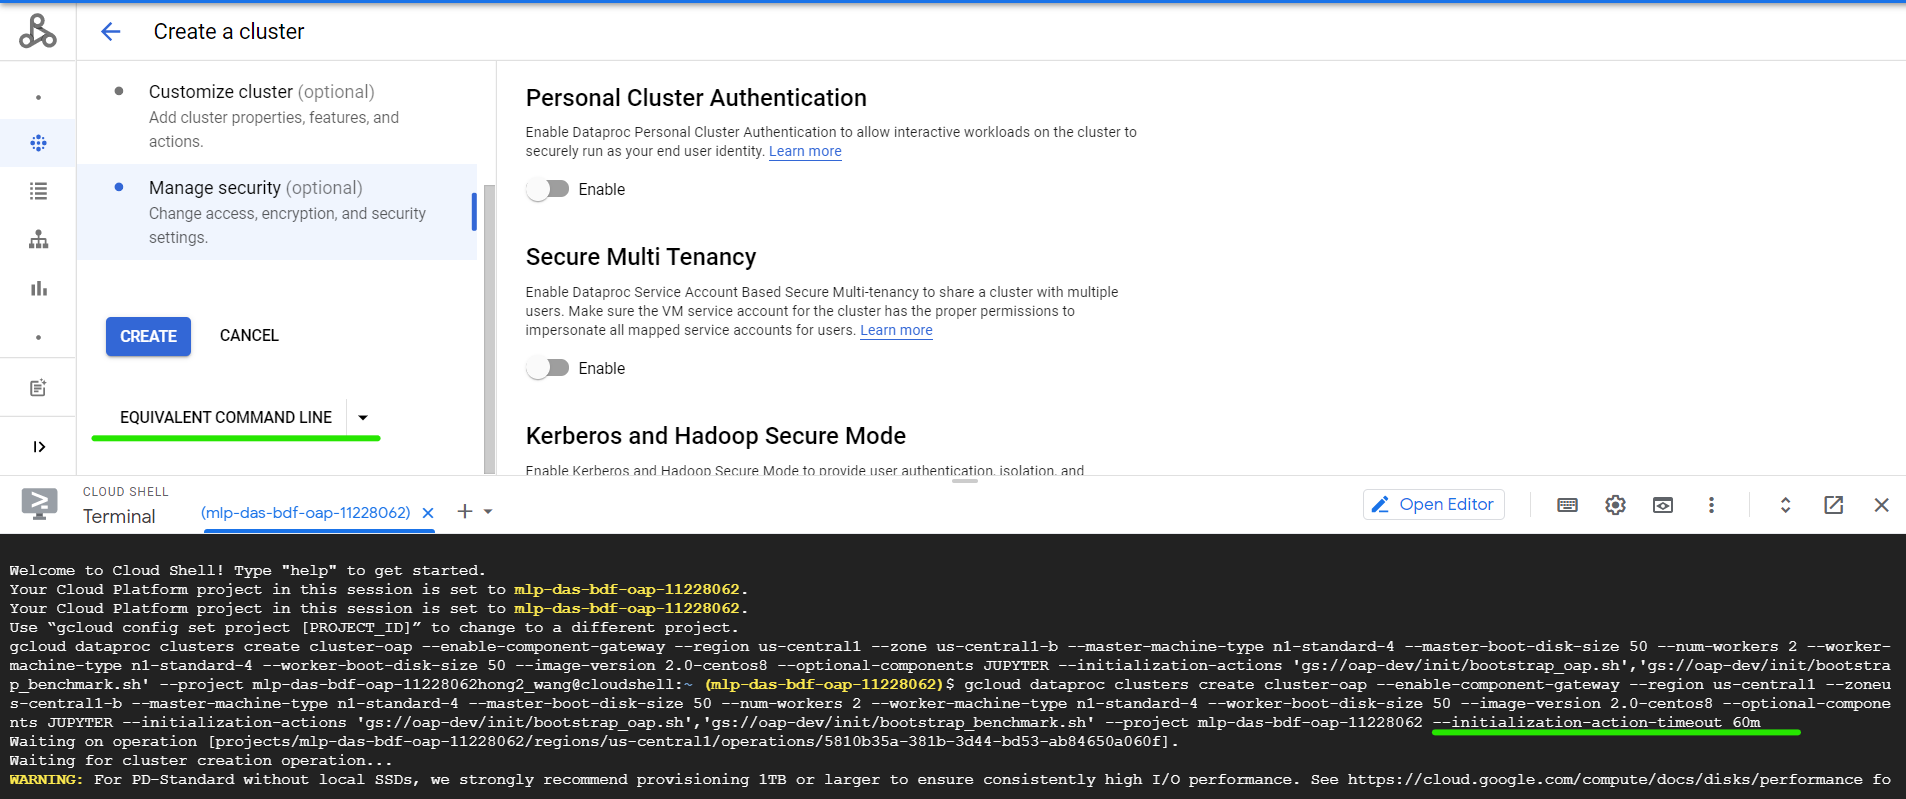 Create a cluster
Customize cluster (optional)
Add cluster properties, features, and
actions.
Manage security (optional)
Change access, encryption, and security
settings.
CREATE
CANCEL
EQUIVALENT COMMAND LINE
Personal Cluster Authentication
Enable Dataproc Personal Cluster Authentication to allow interactive workloads on the cluster to
securely run as your end user identity. Learn more
Enable
Secure Multi Tenancy
Enable Dataproc Service Account Based Secure Multi-tenancy to share a cluster with multiple
users. Make sure the VM service account for the cluster has the proper permissions to
impersonate all mapped service accounts for users. Learn more
Enable
Kerberos and Hadoop Secure Mode
Enable Kerberos and Hadoop Secure Mode to provide user authentication, isolation, and
CLOUD SHELL
Terminal
(mlp-das-bdf-oap-11228062)
Open Editor
Welcome to Cloud Shell! Type "help" to get started.
Your Cloud Platform project in this session is set to mlp-das-bdf-oap-11228062.
Your Cloud Platform project in this session is set to mlp-das-bdf-oap-11228062.
Use “gcloud config set project [PROJECT_ID]” to change to a different project.
gcloud dataproc clusters create cluster-oap --enable-component-gateway --region us-central1 --zone us-central1-b --master-machine-type n1-standard-4 --master-boot-disk-size 50 --num-workers 2 --worker-
machine-type n1-standard-4 --worker-boot-disk-size 50 --image-version 2.0-centos8 --optional-components JUPYTER --initialization-actions 'gs://oap-dev/init/bootstrap_oap.sh','gs://oap-dev/init/bootstra
p_benchmark.sh' --project mlp-das-bdf-oap-11228062hong2_wang@cloudshell:~ (mlp-das-bdf-oap-11228062)$ gcloud dataproc clusters create cluster-oap --enable-component-gateway --region us-central1 --zoneu
s-central1-b --master-machine-type n1-standard-4 --master-boot-disk-size 50 --num-workers 2 --worker-machine-type n1-standard-4 --worker-boot-disk-size 50 --image-version 2.0-centos8 --optional-compone
nts JUPYTER --initialization-actions 'gs://oap-dev/init/bootstrap_oap.sh','gs://oap-dev/init/bootstrap_benchmark.sh' --project mlp-das-bdf-oap-11228062 --initialization-action-timeout 60m
Waiting on operation [projects/mlp-das-bdf-oap-11228062/regions/us-central1/operations/5810b35a-381b-3d44-bd53-ab84650a060f].
Waiting for cluster creation operation...
WARNING: For PD-Standard without local SSDs, we strongly recommend provisioning 1TB or larger to ensure consistently high I/O performance. See https://cloud.google.com/compute/docs/disks/performance fo